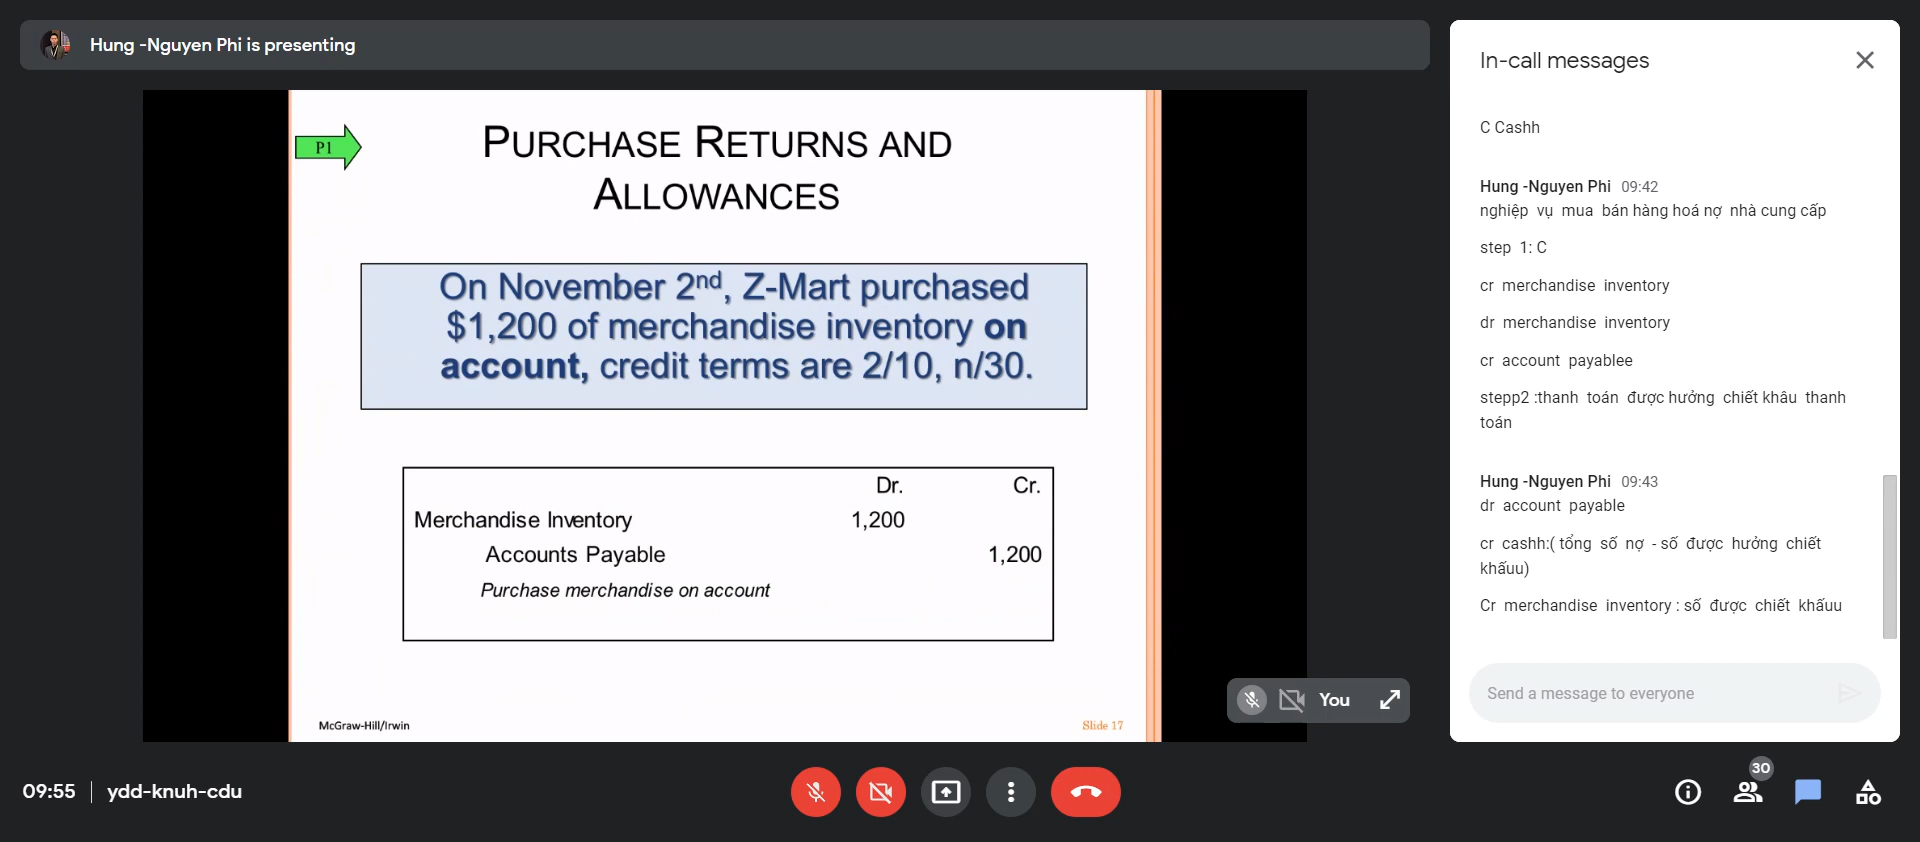 Hung -Nguyen Phi is presenting
P1
PURCHASE RETURNS AND
ALLOWANCES
On November 2nd, Z-Mart purchased
$1,200 of merchandise inventory on
account, credit terms are 2/10, n/30.
Dr. Cr.
Merchandise Inventory 1,200
Accounts Payable 1,200
Purchase merchandise on account
McGraw-Hill/Irwin
Slide 17
You
In-call messages
C Cashh
Hung -Nguyen Phi 09:42
nghiệp vụ mua bán hàng hoá nợ nhà cung cấp
step 1: C
cr merchandise inventory
dr merchandise inventory
cr account payablee
stepp2 :thanh toán được hưởng chiết khâu thanh
toán
Hung -Nguyen Phi 09:43
dr account payable
cr cashh:( tổng số nợ - số được hưởng chiết
khấuu)
Cr merchandise inventory : số được chiết khấuu
Send a message to everyone
09:55 ydd-knuh-cdu
30